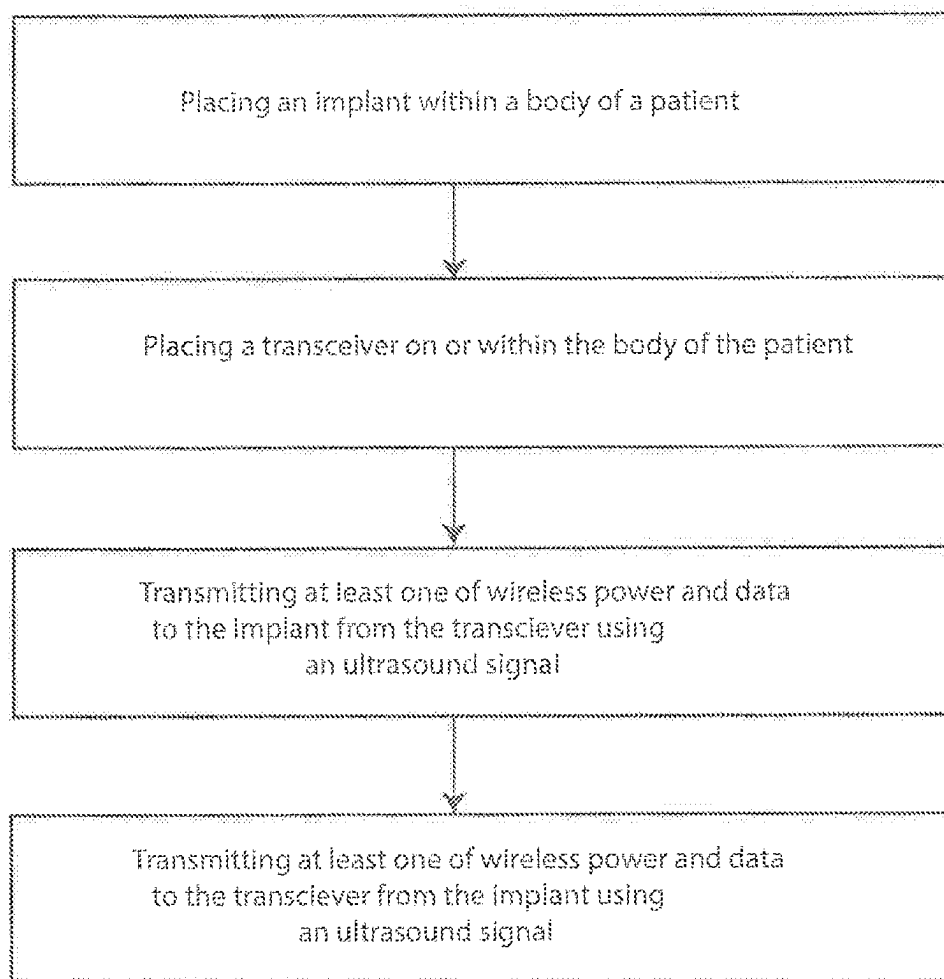 Placing an implant within a body of a patient
Placing a transceiver on or within the body of the patient
Transmitting at least one of wireless power and data
to the implant from the transciever using
an ultrasound signal
Transmitting at least one of wireless power and data
to the transciever from the implant using
an ultrasound signal